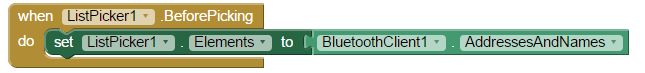 when ListPicker1 .BeforePicking
do set ListPicker1 . Elements to BluetoothClient1 . AddressesAndNames